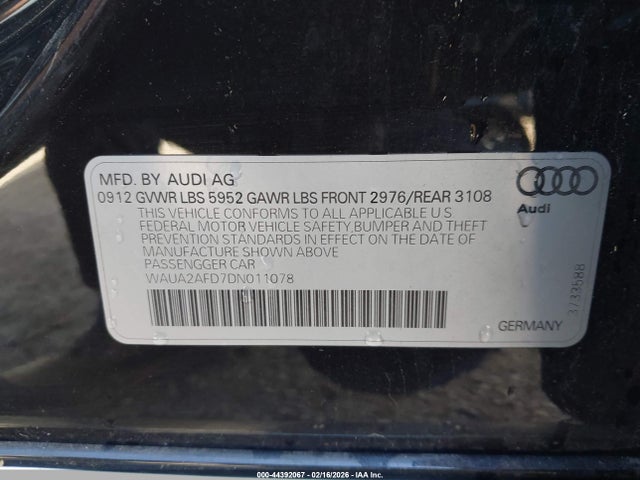 MFD. BY AUDI AG
0912 GVWR LBS 5952 GAWR LBS FRONT 2976/REAR 3108
THIS VEHICLE CONFORMS TO ALL APPLICABLE U S
FEDERAL MOTOR VEHICLE SAFETY,BUMPER AND THEFT
PREVENTION STANDARDS IN EFFECT ON THE DATE OF
MANUFACTURE SHOWN ABOVE
PASSENGGER CAR
WAUA2AFD7DN011078
Audi
3733588
GERMANY
000-44392067 - 02/16/2026 - IAA Inc.